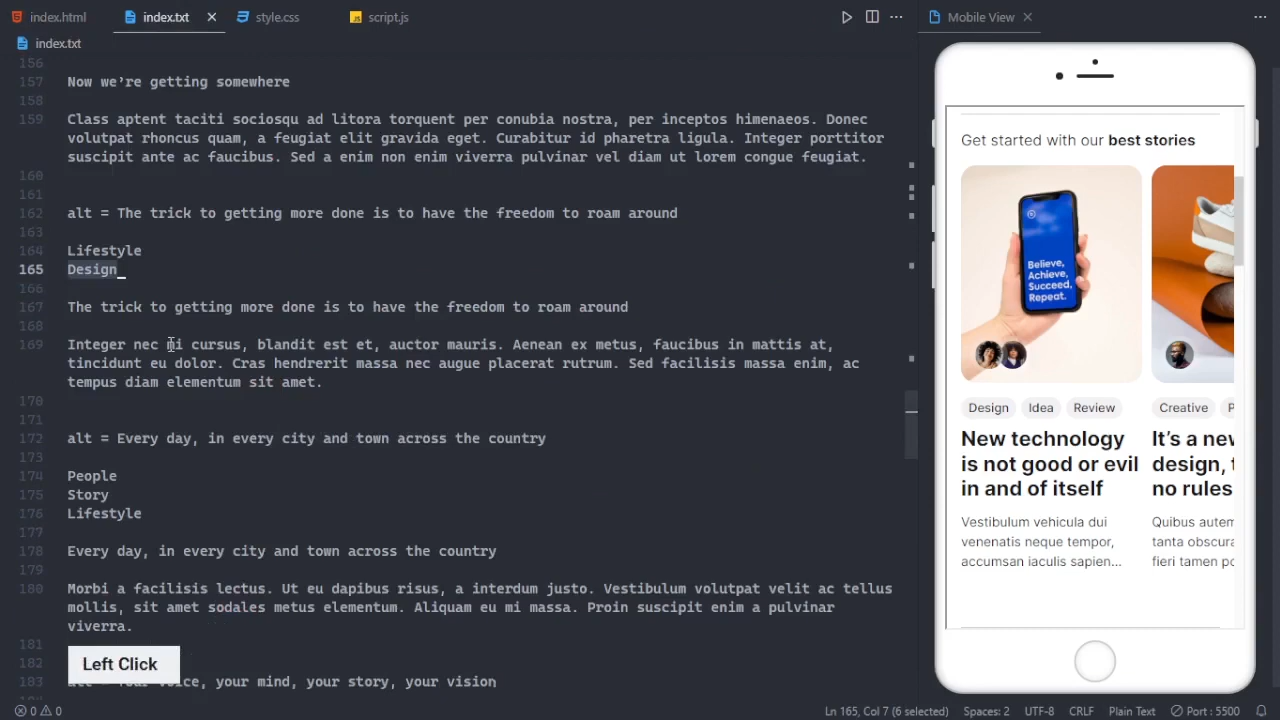 index.html
index.txt
style.css
script.js
Mobile View
index.txt
156
157 Now we're getting somewhere
158
159 Class aptent taciti sociosqu ad litora torquent per conubia nostra, per inceptos himenaeos. Donec
volutpat rhoncus quam, a feugiat elit gravida eget. Curabitur id pharetra ligula. Integer porttitor
suscipit ante ac faucibus. Sed a enim non enim viverra pulvinar vel diam ut lorem congue feugiat.
160
161
162 alt = The trick to getting more done is to have the freedom to roam around
163
164 Lifestyle
165 Design
166
167 The trick to getting more done is to have the freedom to roam around
168
169 Integer nec mi cursus, blandit est et, auctor mauris. Aenean ex metus, faucibus in mattis at,
tincidunt eu dolor. Cras hendrerit massa nec augue placerat rutrum. Sed facilisis massa enim, ac
tempus diam elementum sit amet.
170
171
172 alt = Every day, in every city and town across the country
173
174 People
175 Story
176 Lifestyle
177
178 Every day, in every city and town across the country
179
180 Morbi a facilisis lectus. Ut eu dapibus risus, a interdum justo. Vestibulum volutpat velit ac tellus
mollis, sit amet sodales metus elementum. Aliquam eu mi massa. Proin suscipit enim a pulvinar
viverra.
181
182
183 alt = Your voice, your mind, your story, your vision
Left Click
Get started with our best stories
Believe,
Achieve,
Succeed,
Repeat.
Design Idea Review
New technology
is not good or evil
in and of itself
Vestibulum vehicula dui
venenatis neque tempor,
accumsan iaculis sapien...
Creative P
It's a new
design, t
no rules
Quibus autem
tanta obscura
fieri tamen po
0 0
Ln 165, Col 7 (6 selected)
Spaces: 2
UTF-8
CRLF
Plain Text
Port : 5500